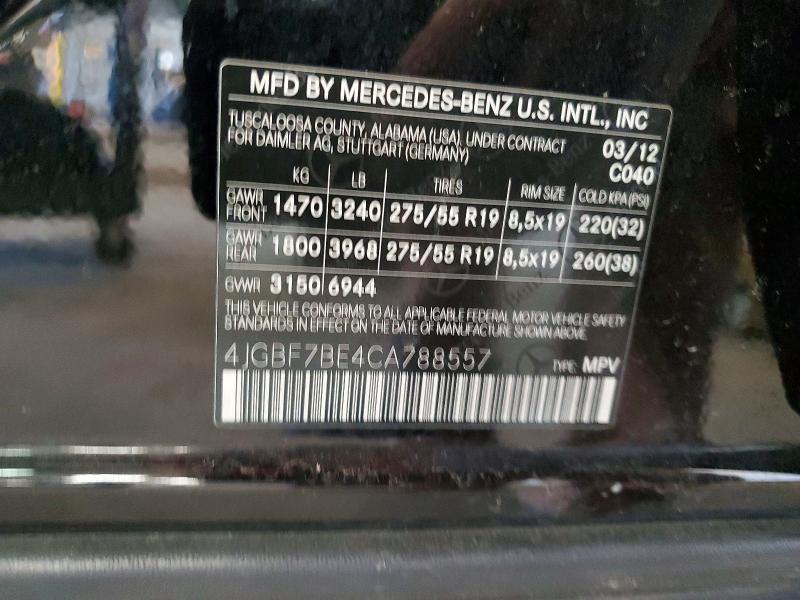 MFD BY MERCEDES-BENZ U.S. INTL., INC
TUSCALOOSA COUNTY, ALABAMA (USA), UNDER CONTRACT
FOR DAIMLER AG, STUTTGART (GERMANY)
03/12
C040
KG LB TIRES RIM SIZE COLD KPA (PSI)
GAWR FRONT 1470 3240 275/55 R19 8,5x19 220(32)
GAWR REAR 1800 3968 275/55 R19 8,5x19 260(38)
GVWR 3150 6944
THIS VEHICLE CONFORMS TO ALL APPLICABLE FEDERAL MOTOR VEHICLE SAFETY
STANDARDS IN EFFECT ON THE DATE OF MANUFACTURE SHOWN ABOVE.
4JGBF7BE4CA788557 TYPE: MPV